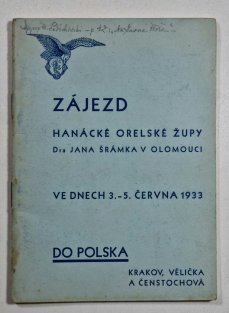 ZÁJEZD
HANÁCKÉ ORELSKÉ ŽUPY
Dra JANA ŠRÁMKA V OLOMOUCI
VE DNECH 3.-5. ČERVNA 1933
DO POLSKA
KRAKOV, VĚLIČKA
A ČENSTOCHOVÁ